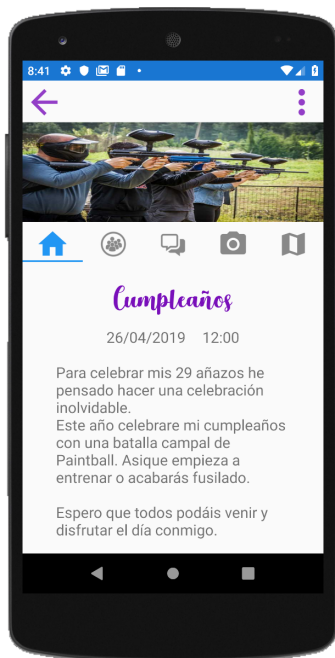 8:41
Cumpleaños
26/04/2019 12:00
Para celebrar mis 29 añazos he
pensado hacer una celebración
inolvidable.
Este año celebrare mi cumpleaños
con una batalla campal de
Paintball. Asique empieza a
entrenar o acabarás fusilado.
Espero que todos podáis venir y
disfrutar el día conmigo.